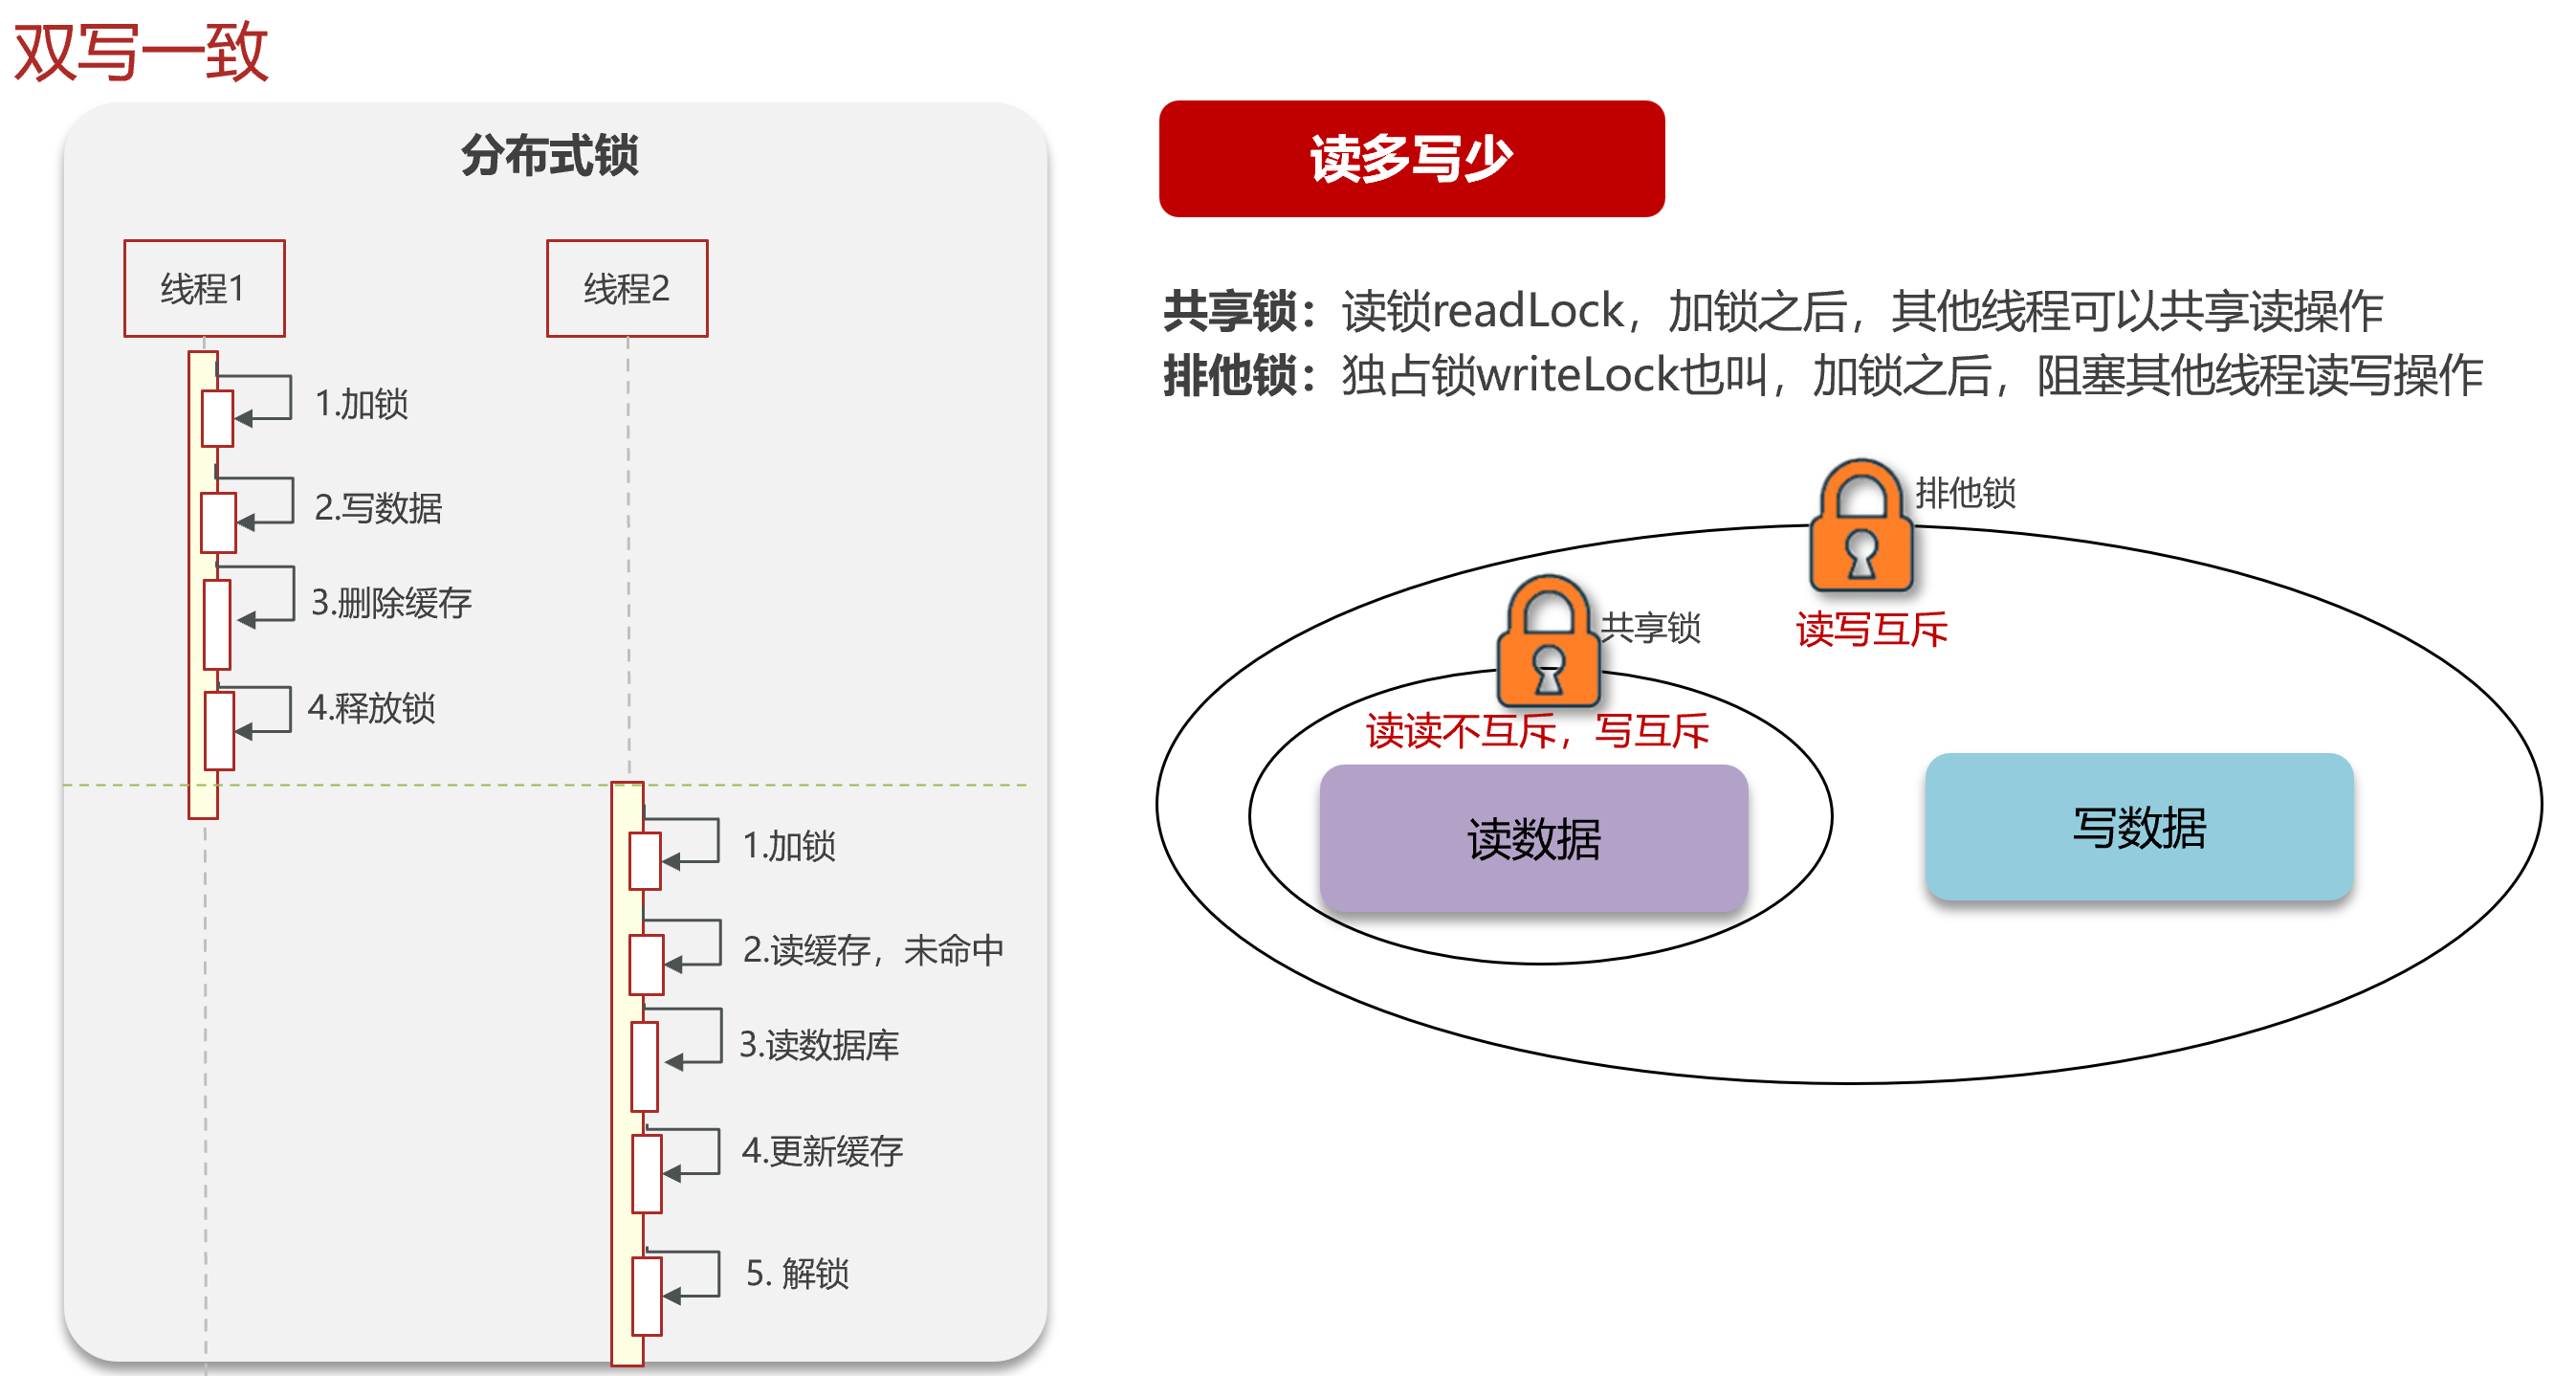 双写一致
分布式锁
线程1
线程2
1.加锁
2.写数据
3.删除缓存
4.释放锁
1.加锁
2.读缓存，未命中
3.读数据库
4.更新缓存
5. 解锁
读多写少
共享锁：读锁readLock，加锁之后，其他线程可以共享读操作
排他锁：独占锁writeLock也叫，加锁之后，阻塞其他线程读写操作
排他锁
读写互斥
共享锁
读读不互斥，写互斥
读数据
写数据